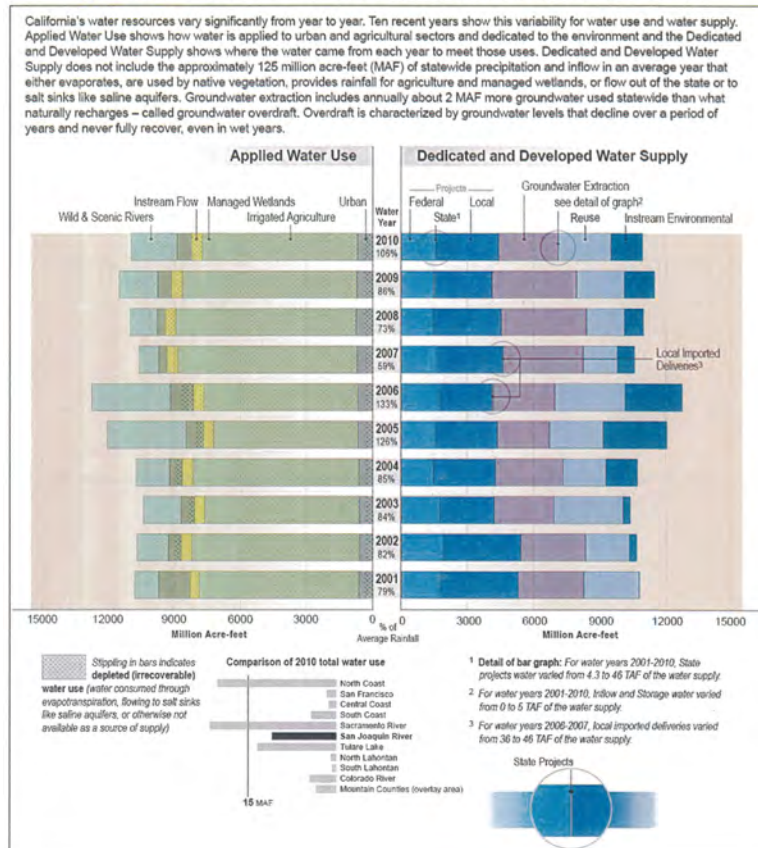 California's water resources vary significantly from year to year. Ten recent years show this variability for water use and water supply.
Applied Water Use shows how water is applied to urban and agricultural sectors and dedicated to the environment and the Dedicated
and Developed Water Supply shows where the water came from each year to meet those uses. Dedicated and Developed Water
Supply does not include the approximately 125 million acre-feet (MAF) of statewide precipitation and inflow in an average year that
either evaporates, are used by native vegetation, provides rainfall for agriculture and managed wetlands, or flow out of the state or to
salt sinks like saline aquifers. Groundwater extraction includes annually about 2 MAF more groundwater used statewide than what
naturally recharges – called groundwater overdraft. Overdraft is characterized by groundwater levels that decline over a period of
years and never fully recover, even in wet years.
Applied Water Use
Dedicated and Developed Water Supply
Projects
Groundwater Extraction
Instream Flow
Managed Wetlands
Urban
Federal
Local
see detail of graph²
Wild & Scenic Rivers
Irrigated Agriculture
Water
Year
State¹
Reuse
Instream Environmental
2010
106%
2009
86%
2008
73%
2007
59%
Local Imported
Deliveries³
2006
133%
2005
126%
2004
85%
2003
84%
2002
82%
2001
79%
15000 12000 9000 6000 3000 0
0 3000 6000 9000 12000 15000
Million Acre-feet
% of
Average Rainfall
Million Acre-feet
Stippling in bars indicates
depleted (irrecoverable)
water use (water consumed through
evapotranspiration, flowing to salt sinks
like saline aquifers, or otherwise not
available as a source of supply)
Comparison of 2010 total water use
North Coast
San Francisco
Central Coast
South Coast
Sacramento River
San Joaquin River
Tulare Lake
North Lahontan
South Lahontan
Colorado River
Mountain Counties (overlay area)
15 MAF
¹ Detail of bar graph: For water years 2001-2010, State
projects water varied from 4.3 to 46 TAF of the water supply.
² For water years 2001-2010, Inflow and Storage water varied
from 0 to 5 TAF of the water supply.
³ For water years 2006-2007, local imported deliveries varied
from 36 to 46 TAF of the water supply.
State Projects